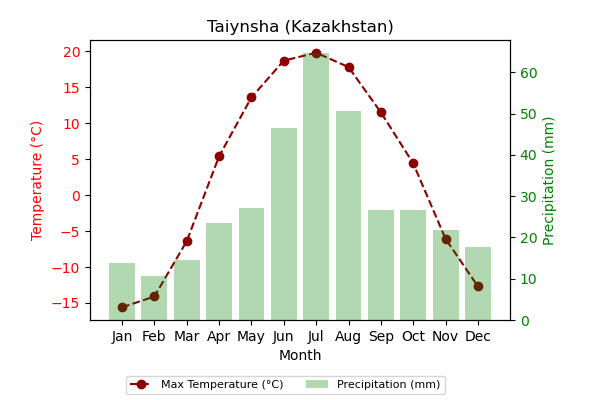 Taiynsha (Kazakhstan)
20
15
10
5
0
−5
−10
−15
Temperature (°C)
60
50
40
30
20
10
0
Precipitation (mm)
Jan Feb Mar Apr May Jun Jul Aug Sep Oct Nov Dec
Month
Max Temperature (°C) Precipitation (mm)